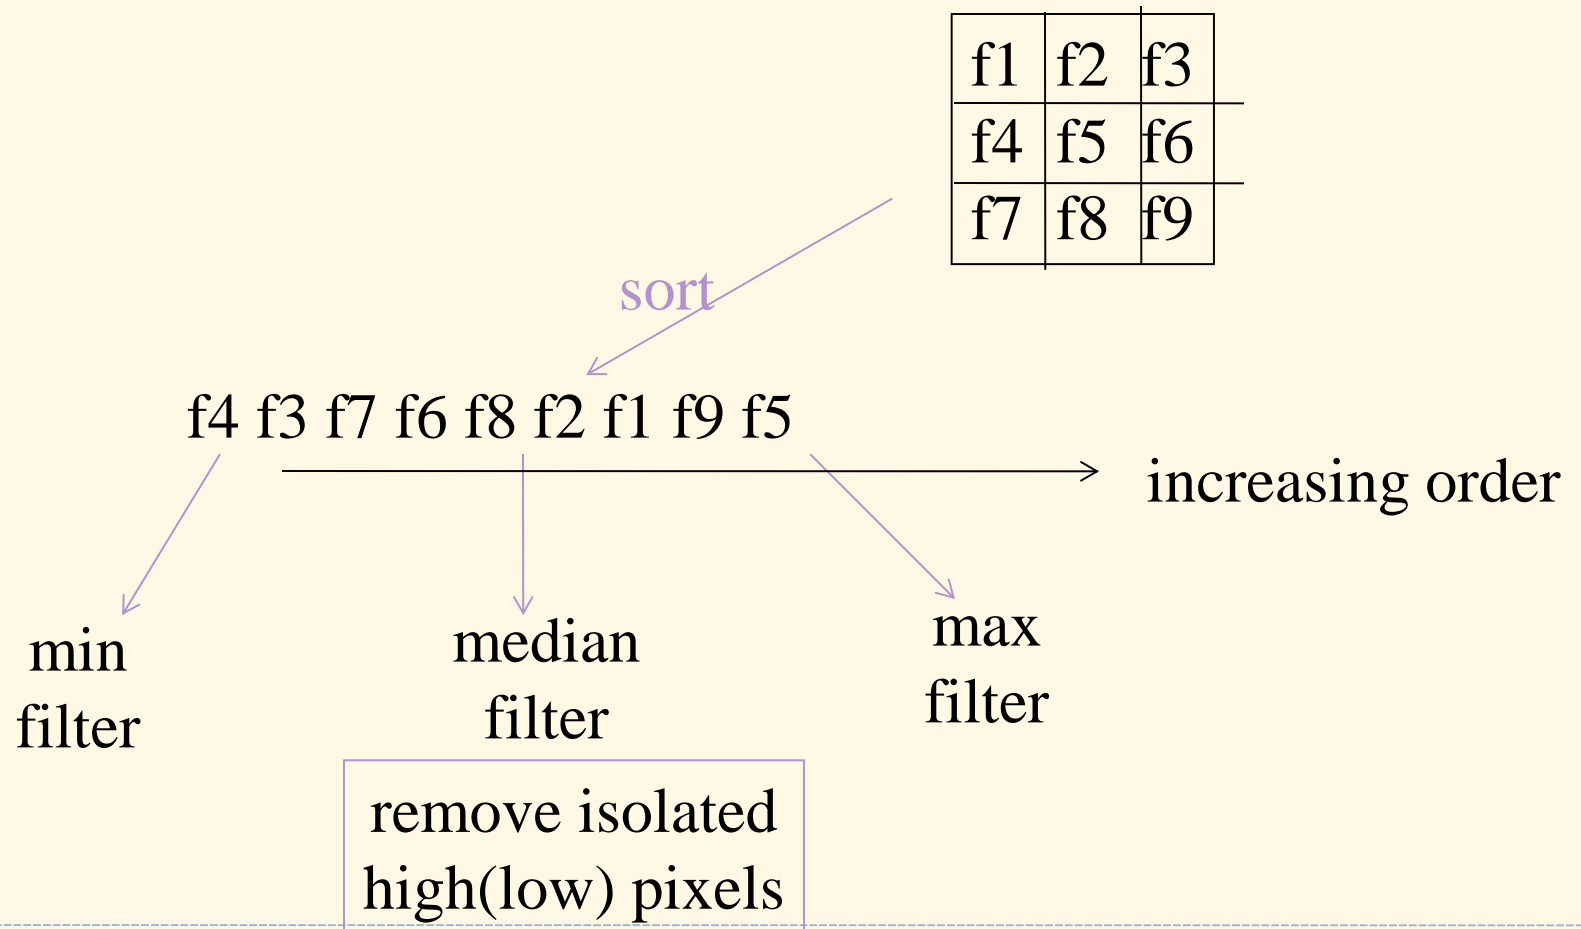 f1 f2 f3
f4 f5 f6
f7 f8 f9
sort
f4 f3 f7 f6 f8 f2 f1 f9 f5
increasing order
min
filter
median
filter
max
filter
remove isolated
high(low) pixels